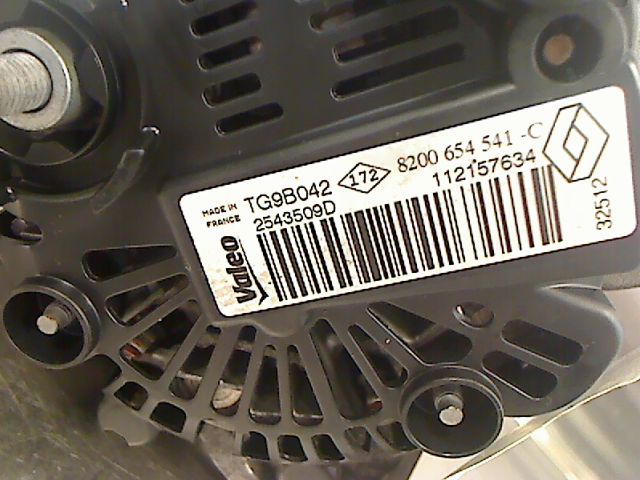 MADE IN
FRANCE
TG9B042
172
8200 654 541 -C
2543509D
112157634
Valeo
32512